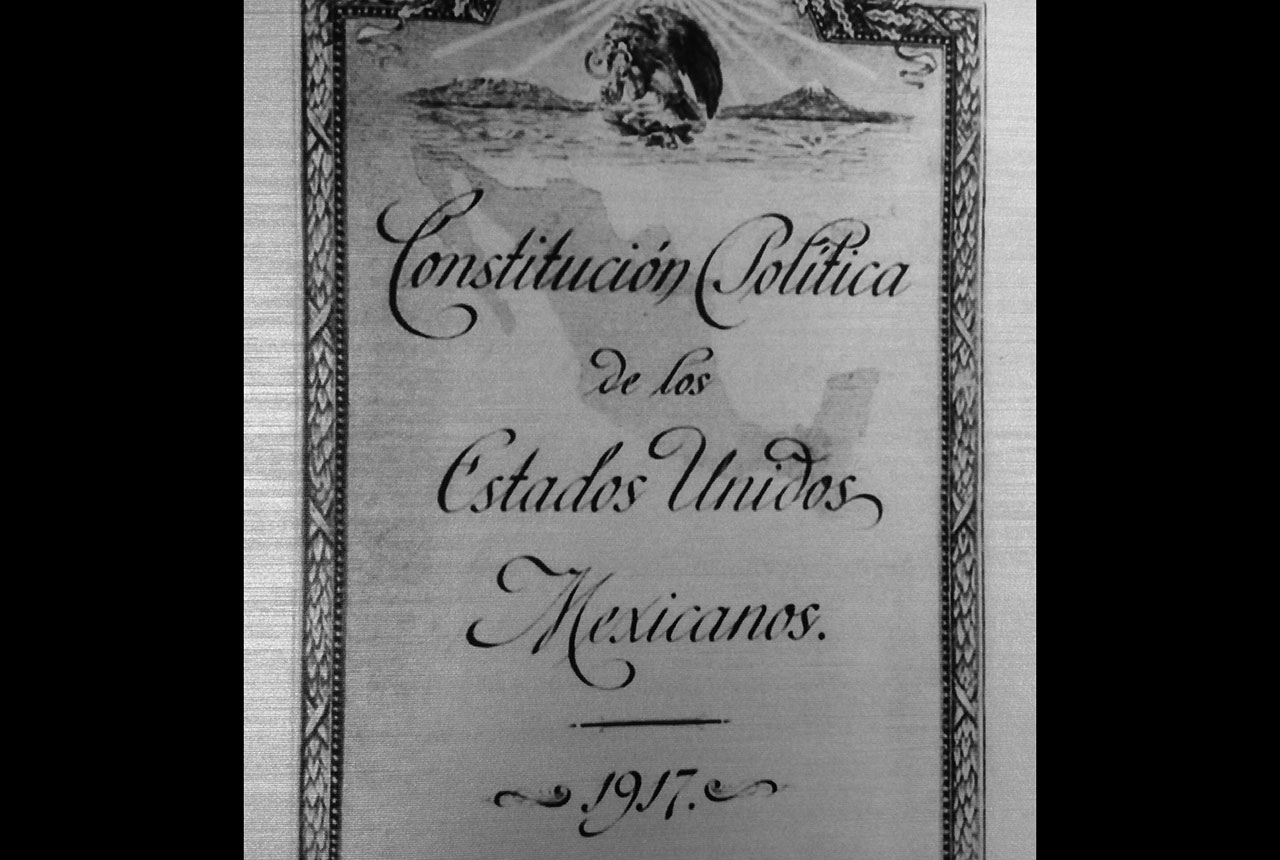 Constitución Política
de los
Estados Unidos
Mexicanos.
1917.